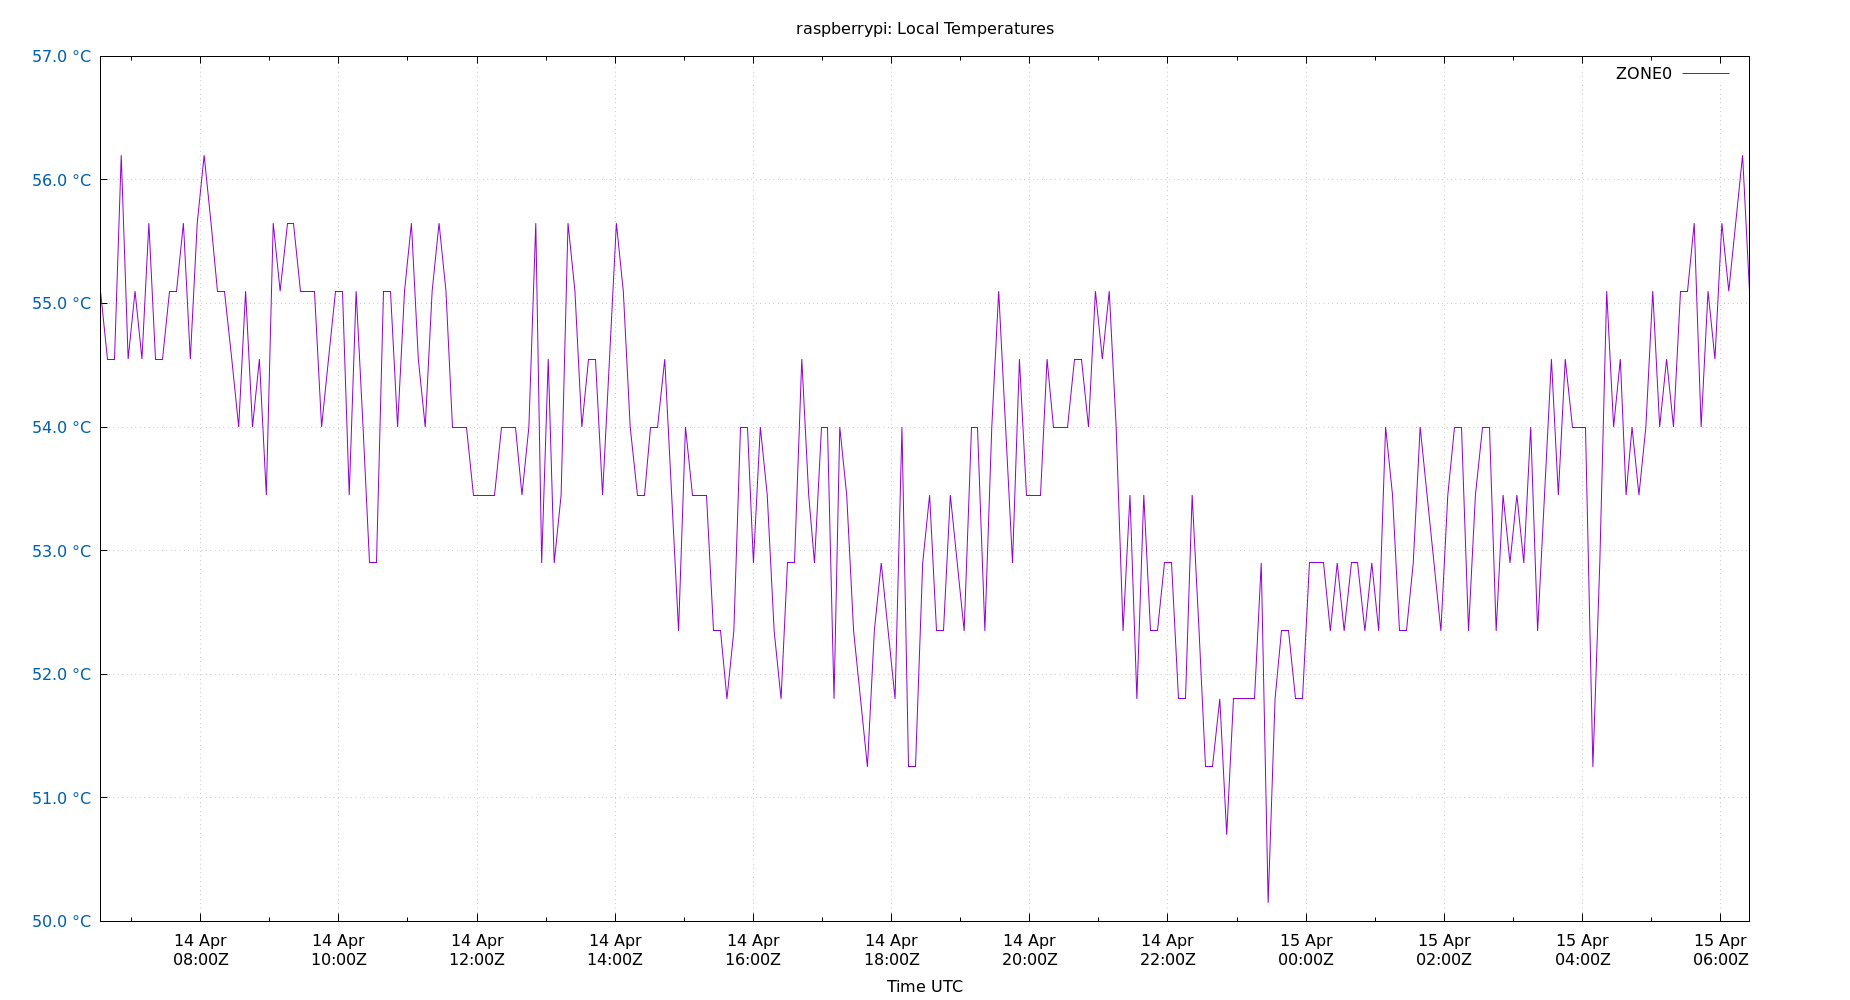 raspberrypi: Local Temperatures
57.0 °C
ZONE0
56.0 °C
55.0 °C
54.0 °C
53.0 °C
52.0 °C
51.0 °C
50.0 °C
14 Apr 14 Apr 14 Apr 14 Apr 14 Apr 14 Apr 14 Apr 14 Apr 15 Apr 15 Apr 15 Apr 15 Apr
08:00Z 10:00Z 12:00Z 14:00Z 16:00Z 18:00Z 20:00Z 22:00Z 00:00Z 02:00Z 04:00Z 06:00Z
Time UTC